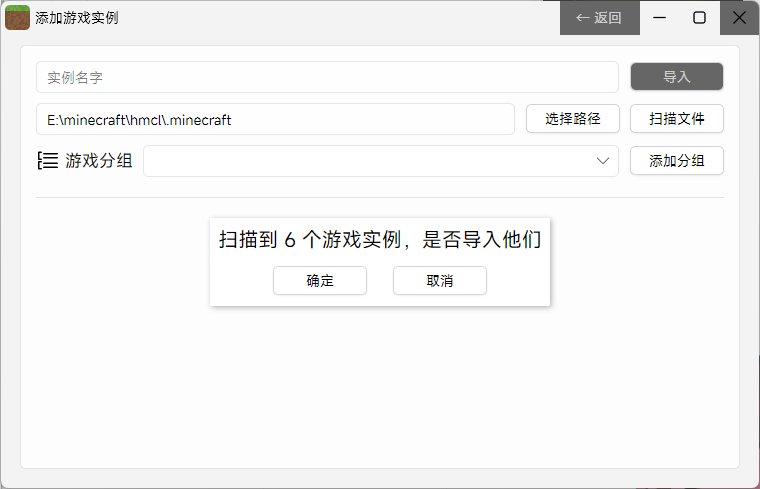 添加游戏实例
← 返回
实例名字
导入
E:\minecraft\hmcl\.minecraft
选择路径
扫描文件
游戏分组
添加分组
扫描到 6 个游戏实例，是否导入他们
确定
取消